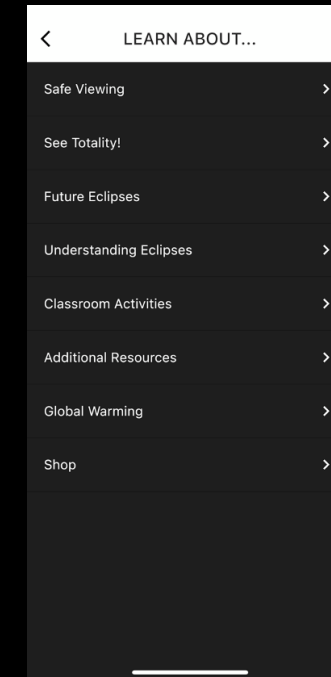 LEARN ABOUT...
Safe Viewing
See Totality!
Future Eclipses
Understanding Eclipses
Classroom Activities
Additional Resources
Global Warming
Shop